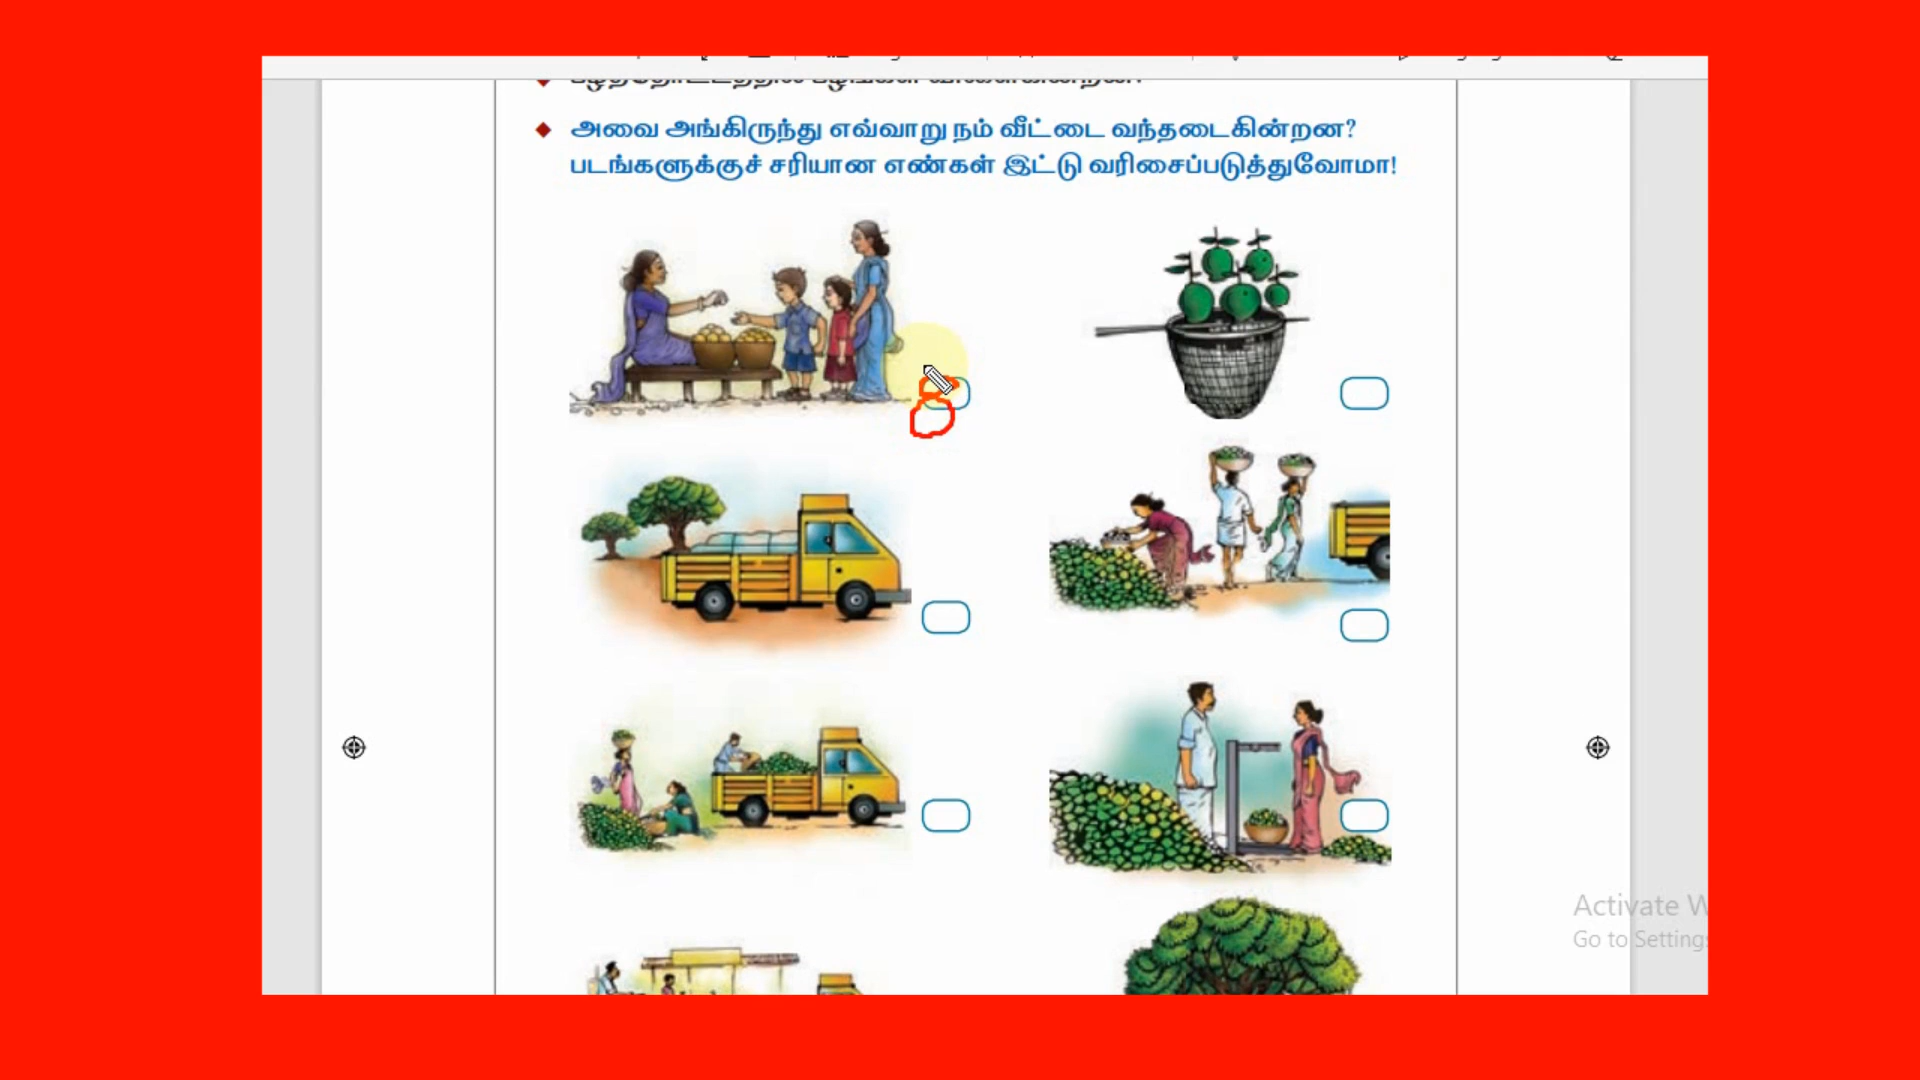 அவை அங்கிருந்து எவ்வாறு நம் வீட்டை வந்தடைகின்றன?
படங்களுக்குச் சரியான எண்கள் இட்டு வரிசைப்படுத்துவோமா!
8
Activate W
Go to Settings